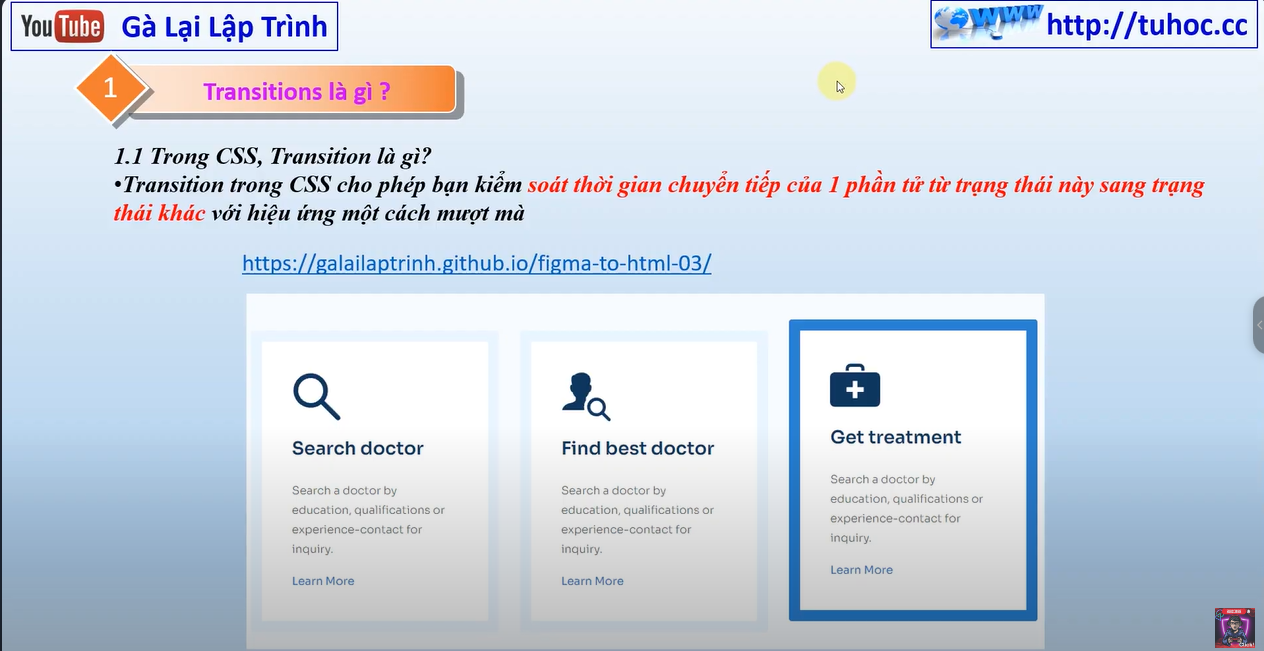 YouTube Gà Lại Lập Trình
WWW http://tuhoc.cc
1 Transitions là gì ?
1.1 Trong CSS, Transition là gì?
•Transition trong CSS cho phép bạn kiểm soát thời gian chuyển tiếp của 1 phần tử từ trạng thái này sang trạng
thái khác với hiệu ứng một cách mượt mà
https://galailaptrinh.github.io/figma-to-html-03/
Search doctor
Search a doctor by
education, qualifications or
experience-contact for
inquiry.
Learn More
Find best doctor
Search a doctor by
education, qualifications or
experience-contact for
inquiry.
Learn More
Get treatment
Search a doctor by
education, qualifications or
experience-contact for
inquiry.
Learn More